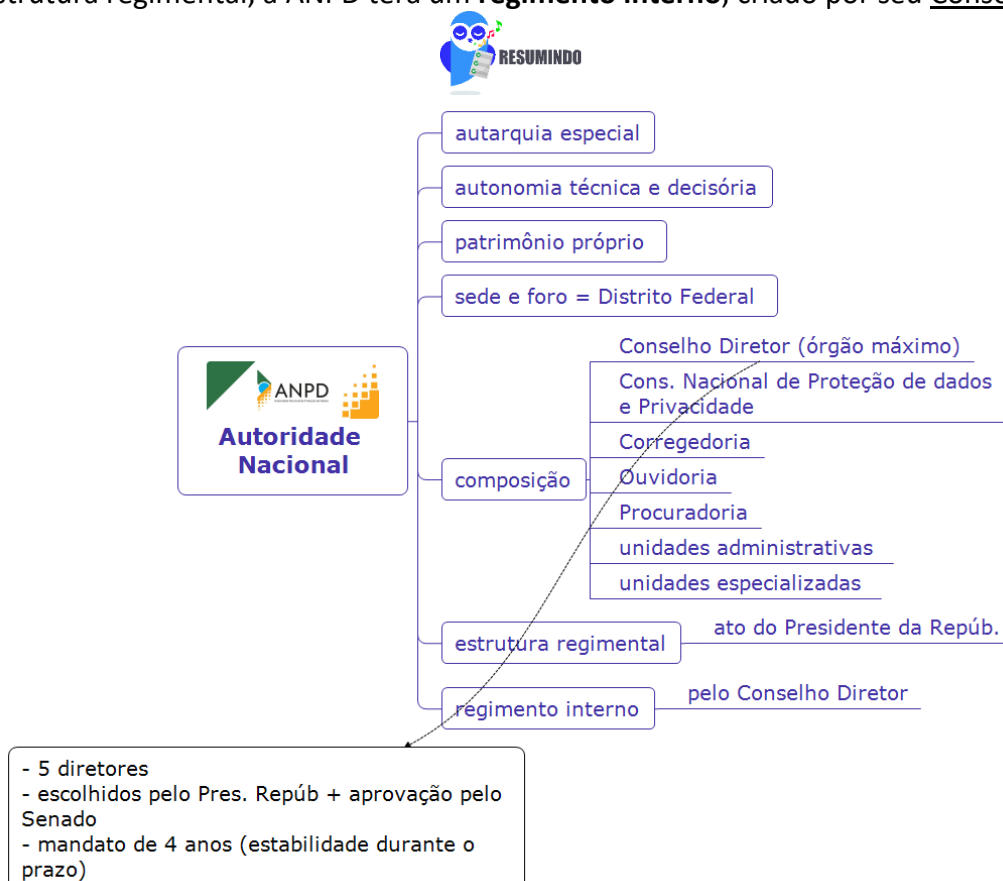 strutura regimental, a ANPD terá um regimento interno, criado por seu Conse
RESUMINDO
autarquia especial
autonomia técnica e decisória
patrimônio próprio
sede e foro = Distrito Federal
ANPD
Autoridade
Nacional
composição
Conselho Diretor (órgão máximo)
Cons. Nacional de Proteção de dados
e Privacidade
Corregedoria
Ouvidoria
Procuradoria
unidades administrativas
unidades especializadas
estrutura regimental
ato do Presidente da Repúb.
regimento interno
pelo Conselho Diretor
- 5 diretores
- escolhidos pelo Pres. Repúb + aprovação pelo
Senado
- mandato de 4 anos (estabilidade durante o
prazo)